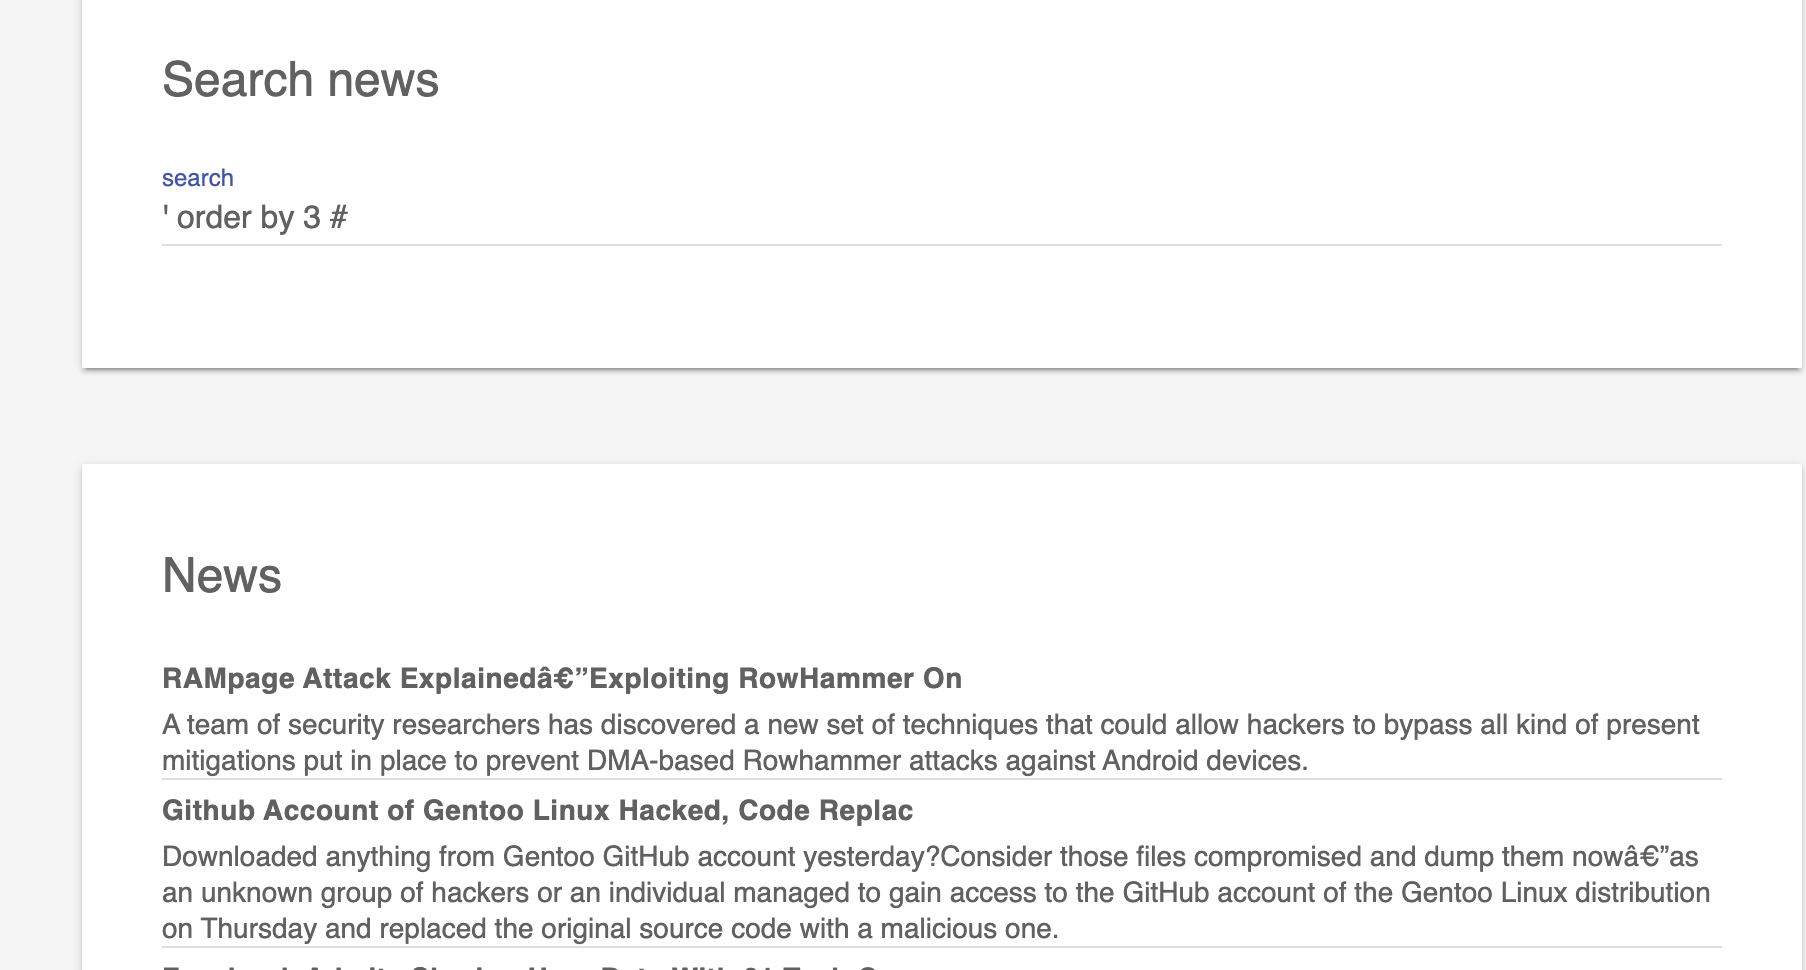 Search news
search
' order by 3 #
News
RAMpage Attack Explainedâ€”Exploiting RowHammer On
A team of security researchers has discovered a new set of techniques that could allow hackers to bypass all kind of present
mitigations put in place to prevent DMA-based Rowhammer attacks against Android devices.
Github Account of Gentoo Linux Hacked, Code Replac
Downloaded anything from Gentoo GitHub account yesterday?Consider those files compromised and dump them nowâ€”as
an unknown group of hackers or an individual managed to gain access to the GitHub account of the Gentoo Linux distribution
on Thursday and replaced the original source code with a malicious one.